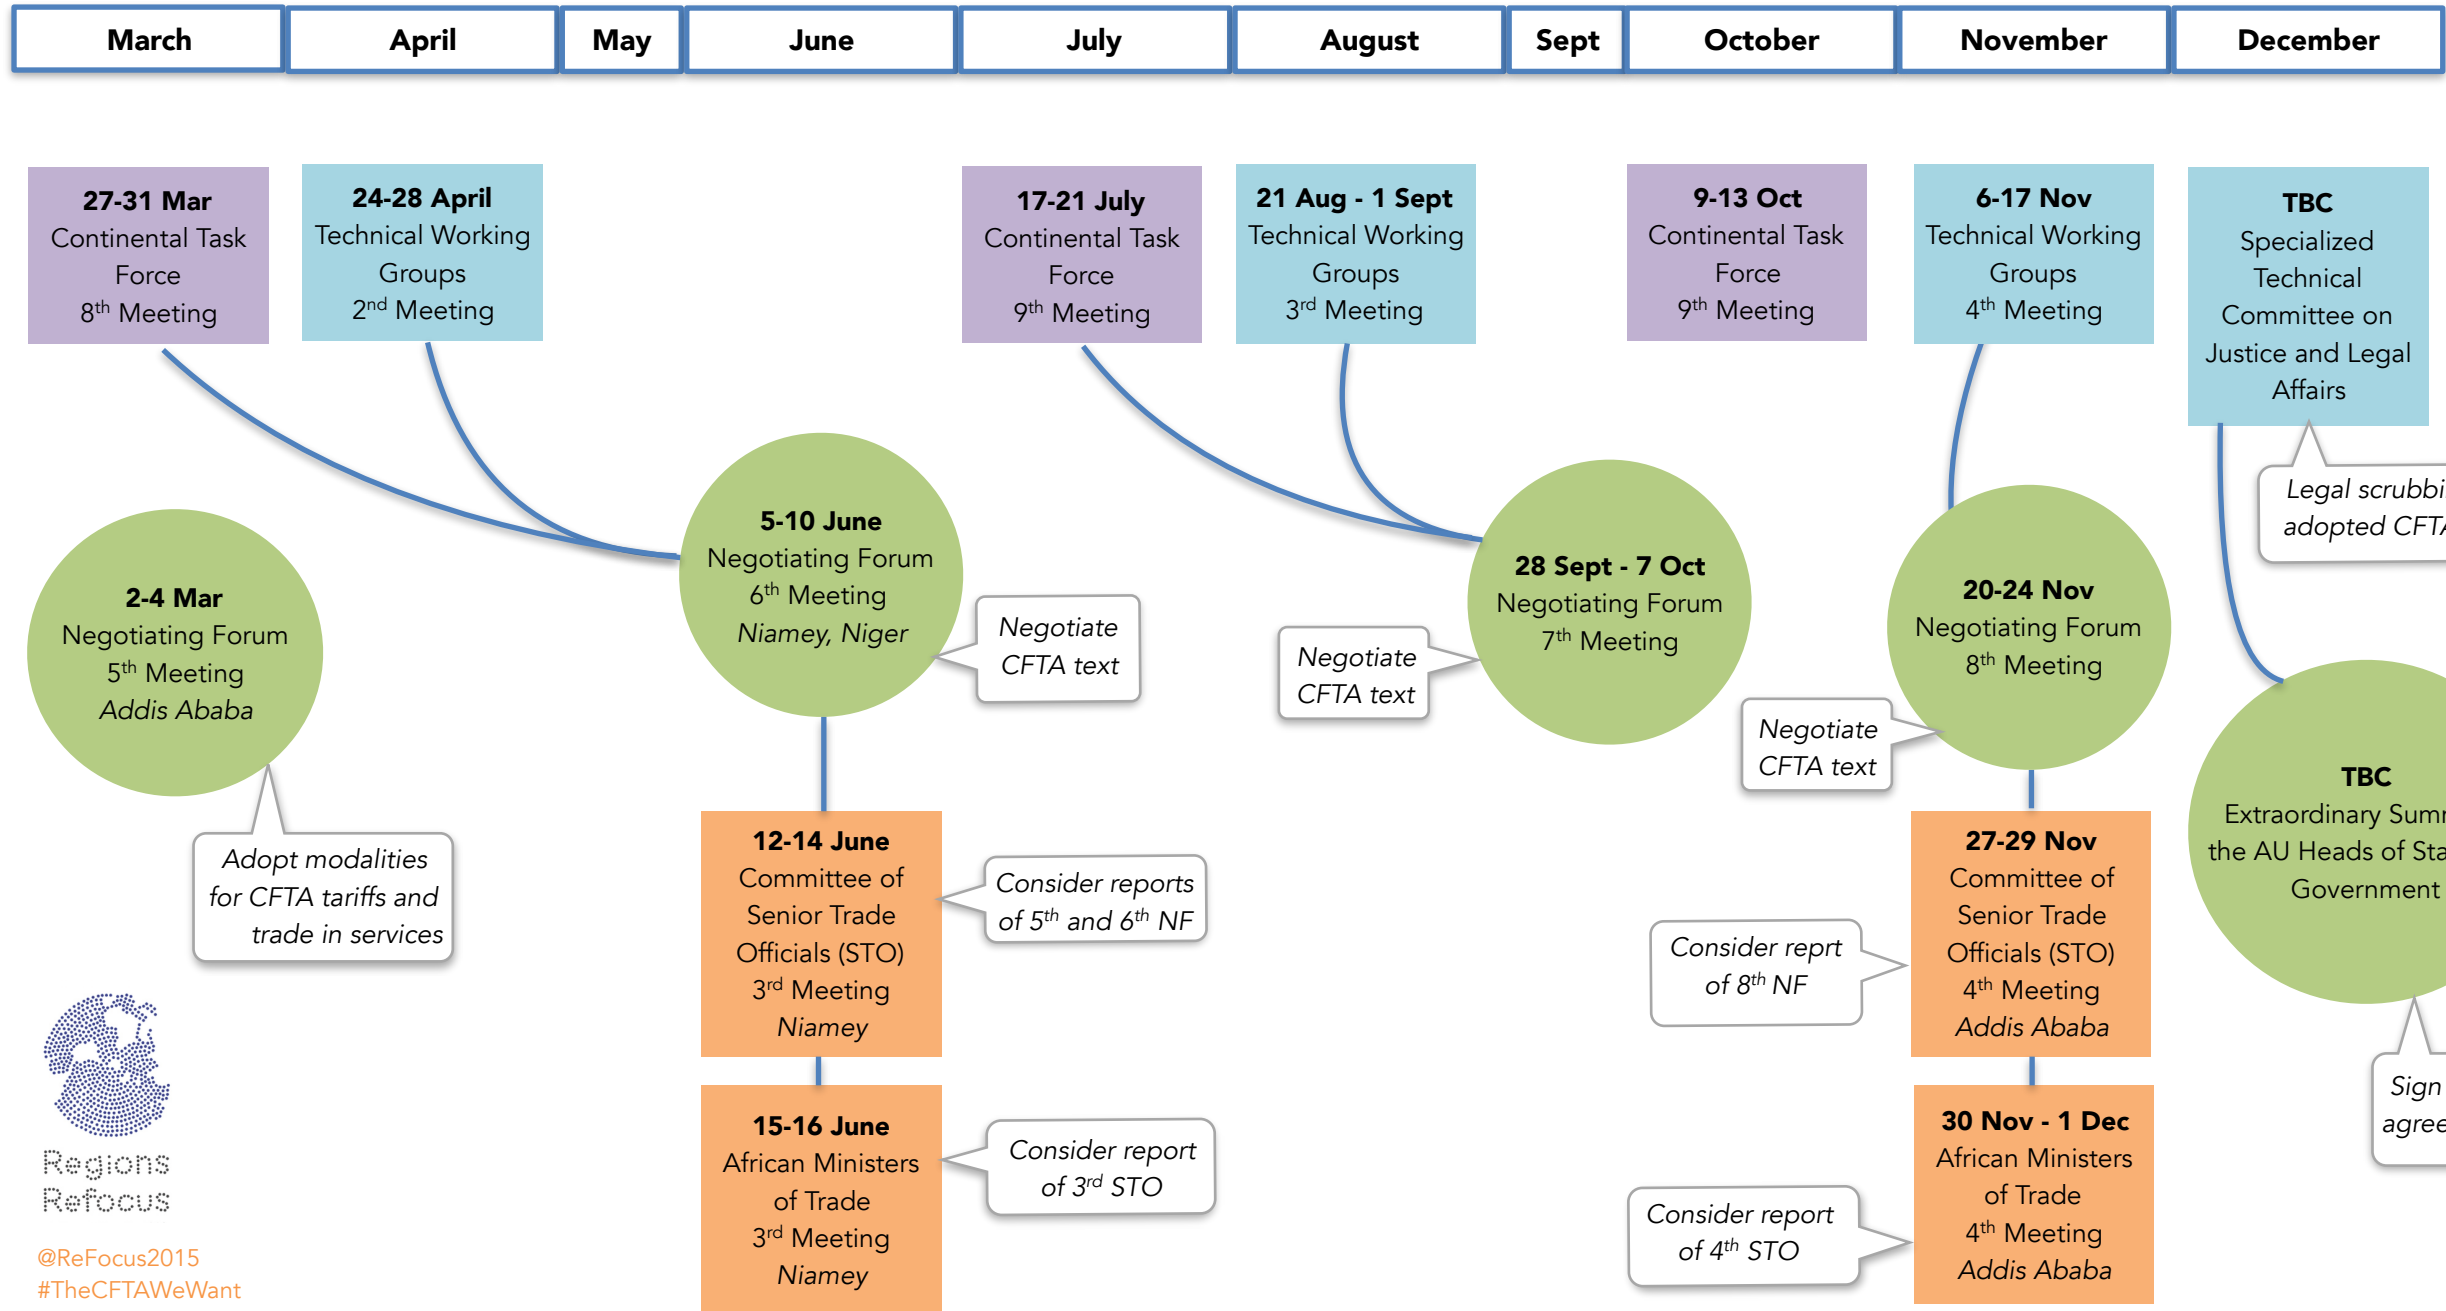 March
April
May
June
July
August
Sept
October
November
December
27-31 Mar
Continental Task
Force
8th Meeting
24-28 April
Technical Working
Groups
2nd Meeting
17-21 July
Continental Task
Force
9th Meeting
21 Aug - 1 Sept
Technical Working
Groups
3rd Meeting
9-13 Oct
Continental Task
Force
9th Meeting
6-17 Nov
Technical Working
Groups
4th Meeting
TBC
Specialized
Technical
Committee on
Justice and Legal
Affairs
Legal
adopted
2-4 Mar
Negotiating Forum
5th Meeting
Addis Ababa
Adopt modalities
for CFTA tariffs and
trade in services
5-10 June
Negotiating Forum
6th Meeting
Niamey, Niger
Negotiate
CFTA text
28 Sept - 7 Oct
Negotiating Forum
7th Meeting
Negotiate
CFTA text
20-24 Nov
Negotiating Forum
8th Meeting
Negotiate
CFTA text
TBC
Extraordinary
the AU Heads of
Government
Sign
12-14 June
Committee of
Senior Trade
Officials (STO)
3rd Meeting
Niamey
Consider reports
of 5th and 6th NF
27-29 Nov
Committee of
Senior Trade
Officials (STO)
4th Meeting
Addis Ababa
Consider reprt
of 8th NF
15-16 June
African Ministers
of Trade
3rd Meeting
Niamey
Consider report
of 3rd STO
30 Nov - 1 Dec
African Ministers
of Trade
4th Meeting
Addis Ababa
Consider report
of 4th STO
Regions
Refocus
@ReFocus2015
#TheCFTAWeWant